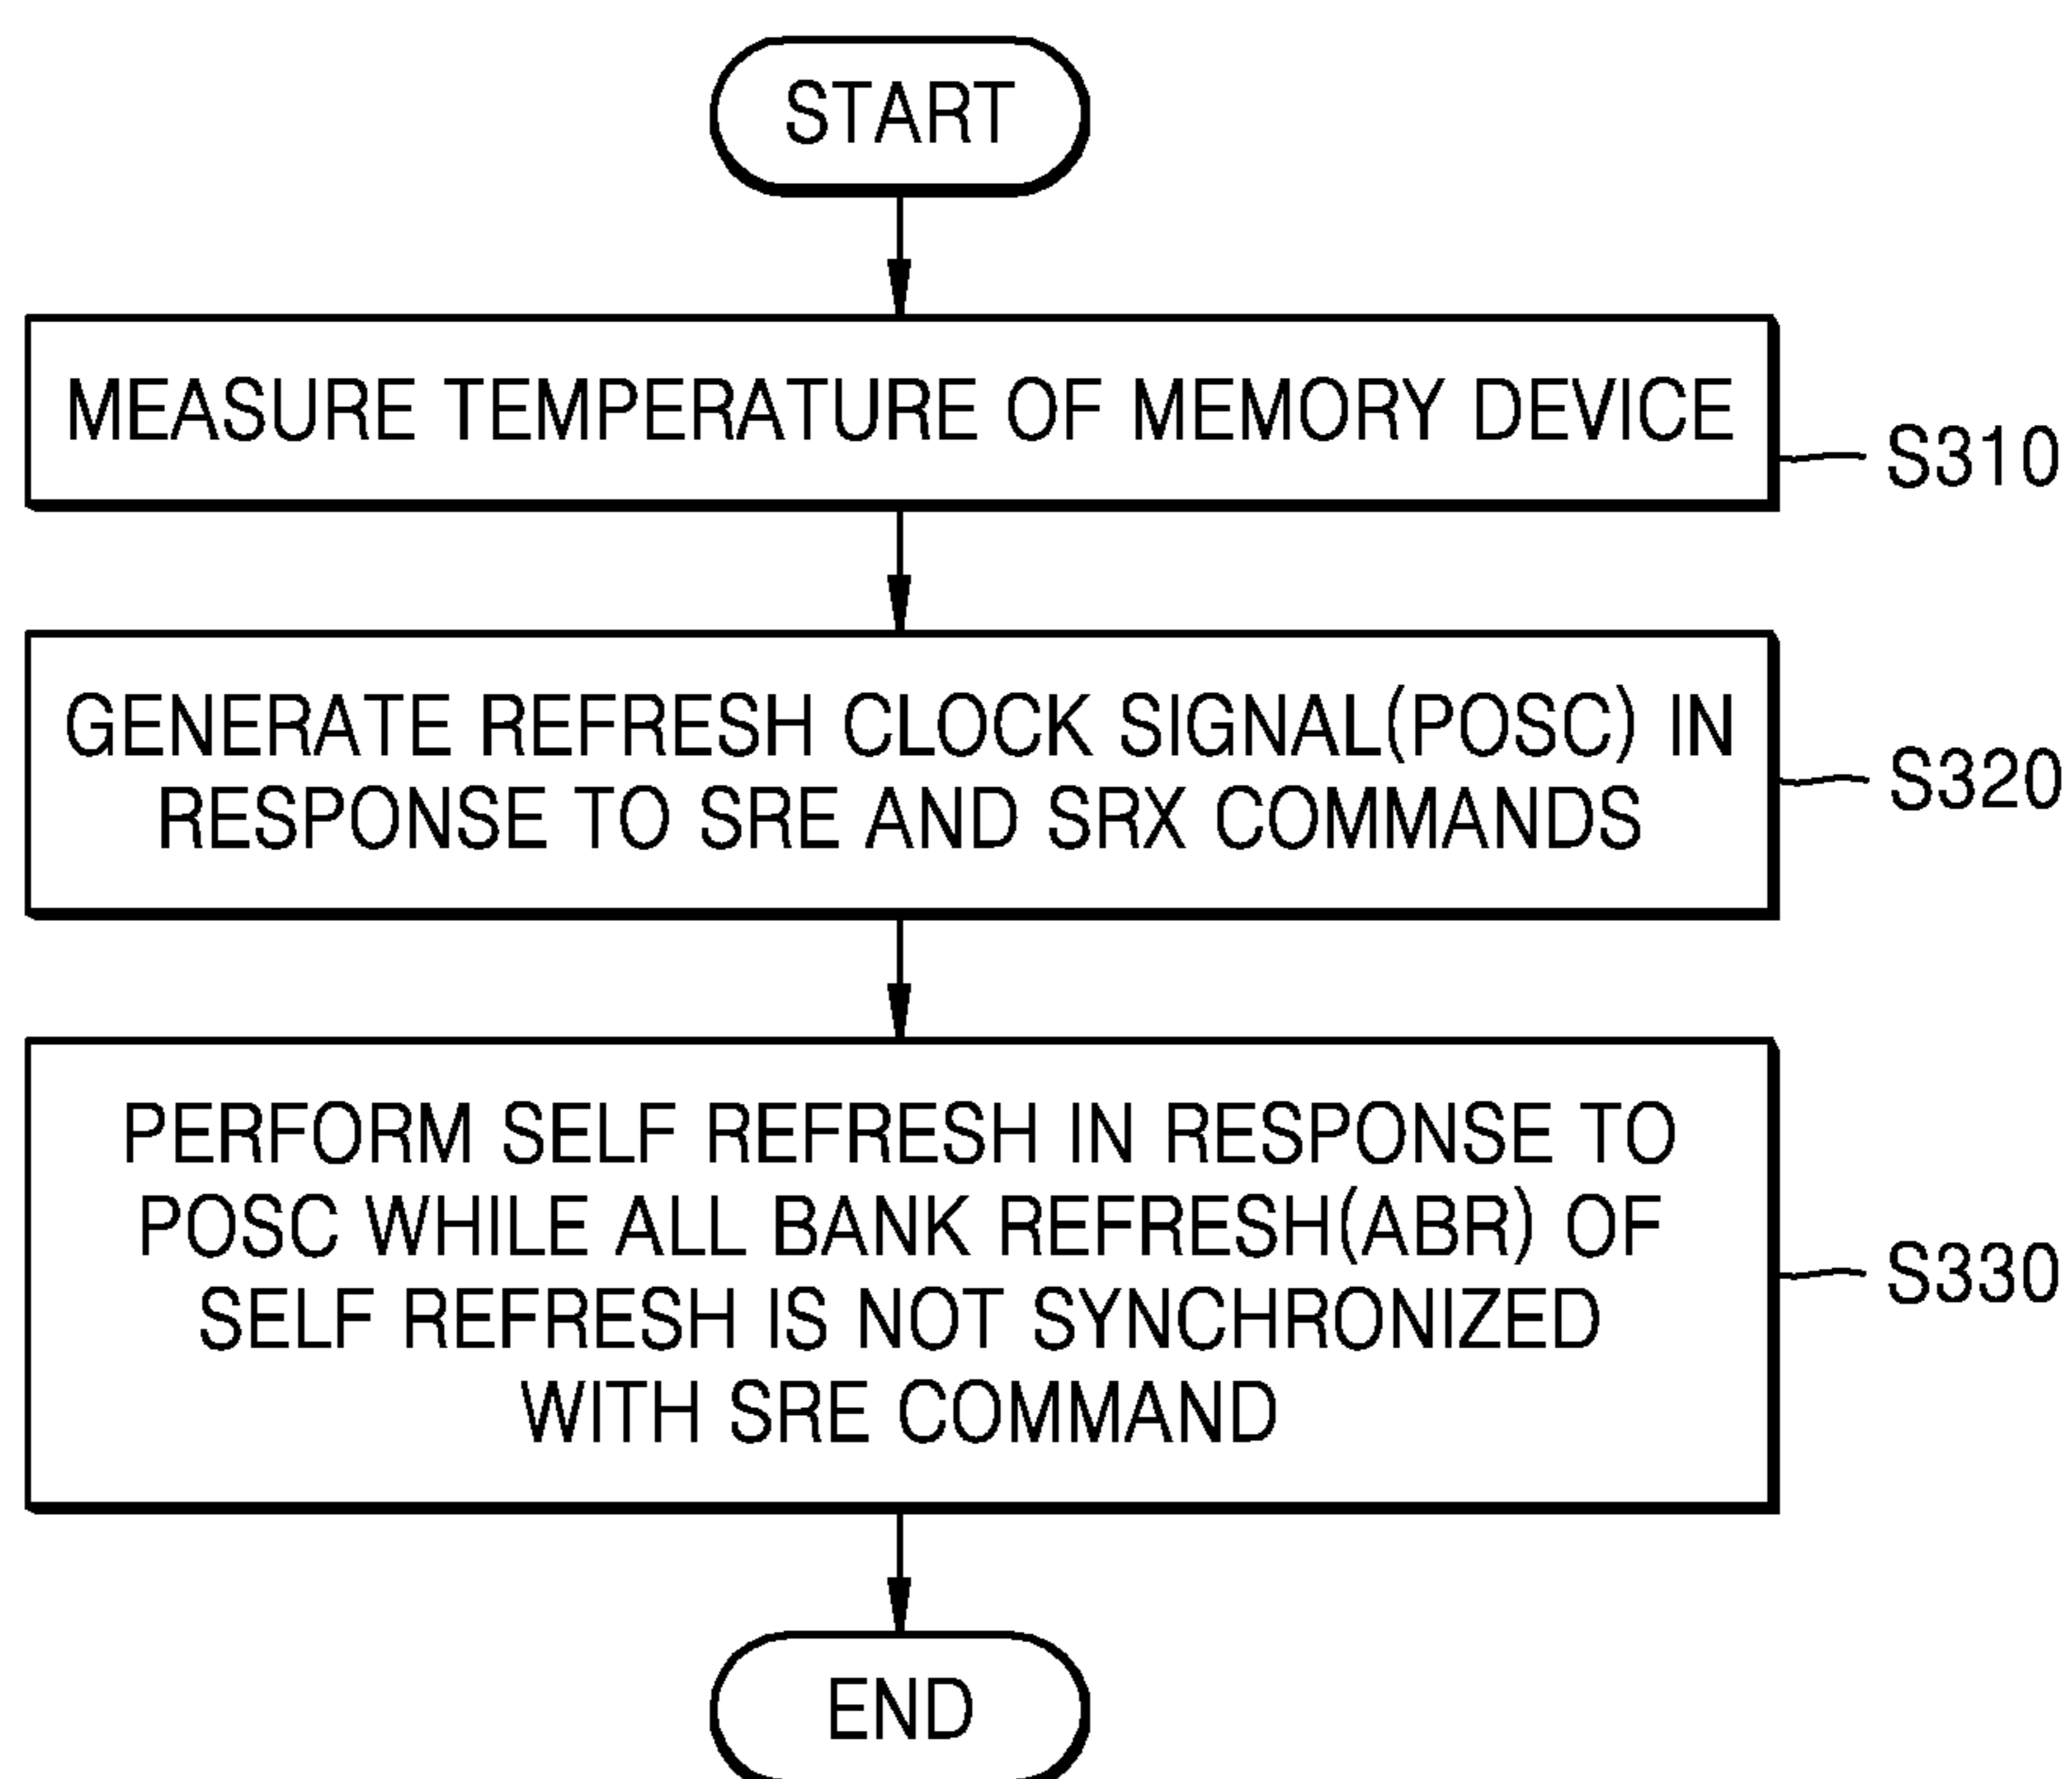 START
MEASURE TEMPERATURE OF MEMORY DEVICE
S310
GENERATE REFRESH CLOCK SIGNAL(POSC) IN
RESPONSE TO SRE AND SRX COMMANDS
S320
PERFORM SELF REFRESH IN RESPONSE TO
POSC WHILE ALL BANK REFRESH(ABR) OF
SELF REFRESH IS NOT SYNCHRONIZED
WITH SRE COMMAND
S330
END